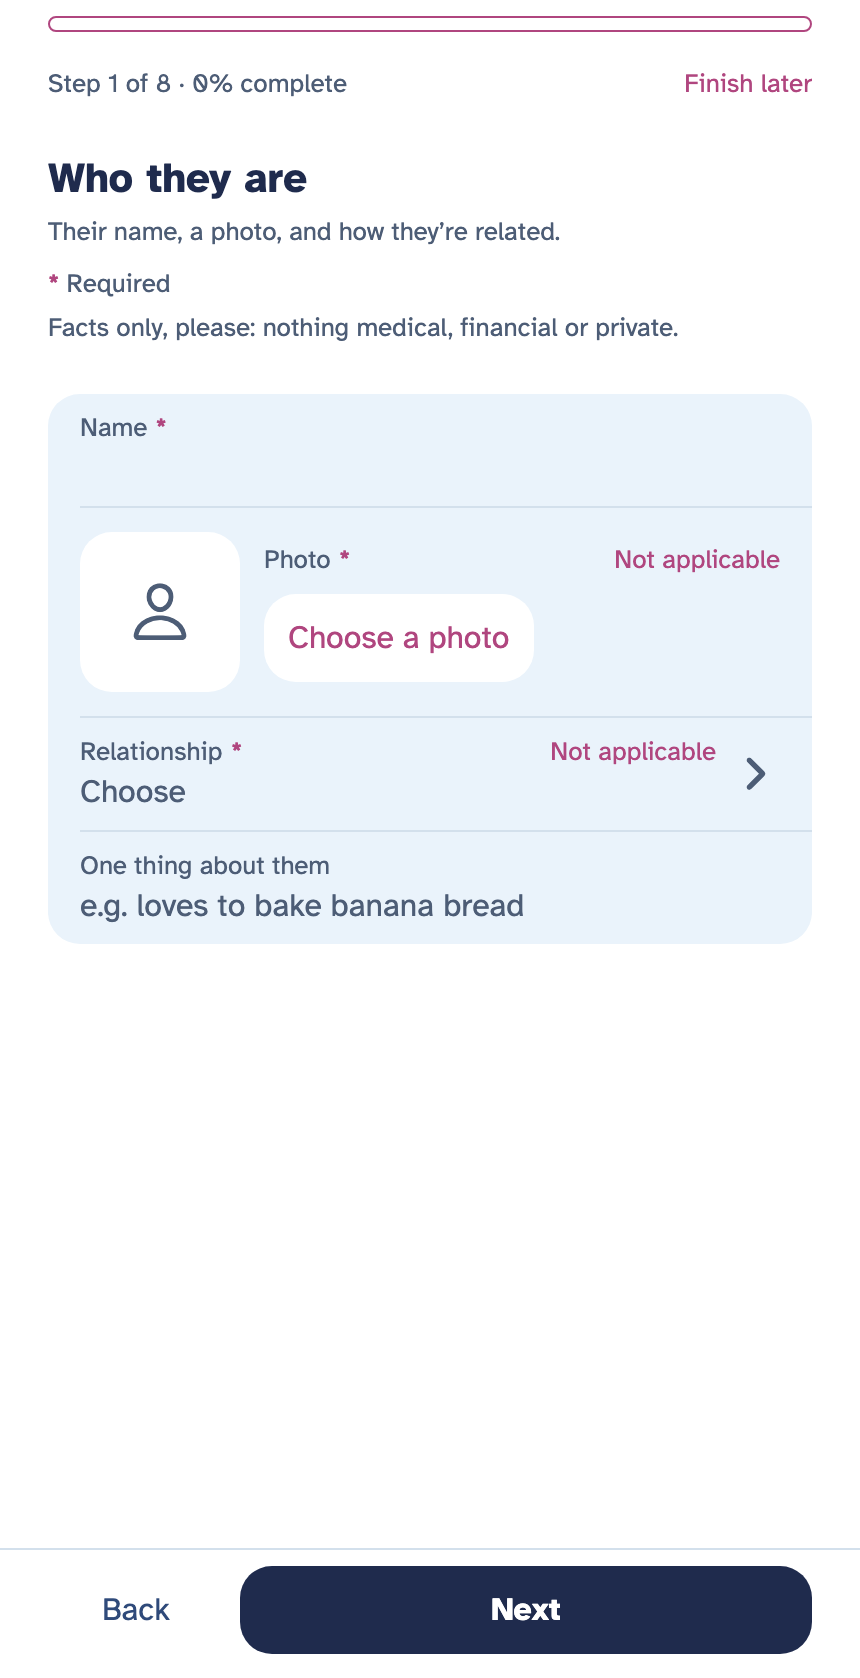 Step 1 of 8 · 0% complete
Finish later
Who they are
Their name, a photo, and how they’re related.
* Required
Facts only, please: nothing medical, financial or private.
Name *
Photo *
Not applicable
Choose a photo
Relationship *
Not applicable
Choose
One thing about them
e.g. loves to bake banana bread
Back
Next